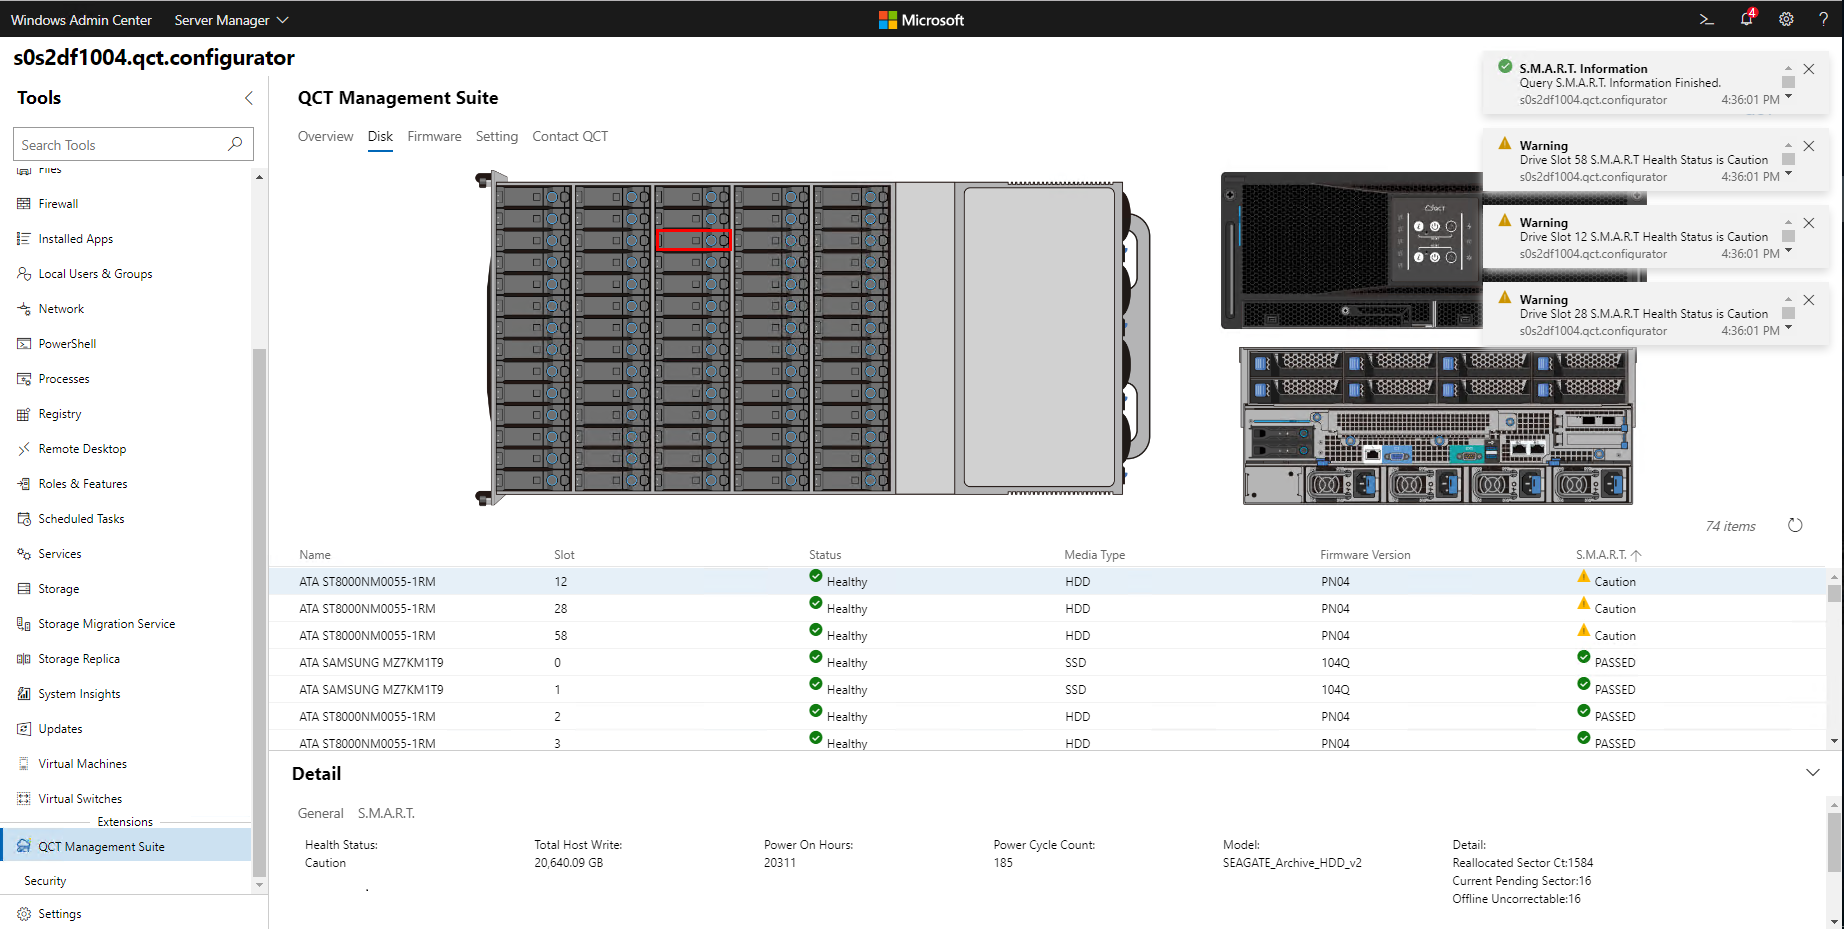 Windows Admin Center Server Manager
Microsoft
4
?
s0s2df1004.qct.configurator
Tools
Search Tools
Files
Firewall
Installed Apps
Local Users & Groups
Network
PowerShell
Processes
Registry
Remote Desktop
Roles & Features
Scheduled Tasks
Services
Storage
Storage Migration Service
Storage Replica
System Insights
Updates
Virtual Machines
Virtual Switches
Extensions
QCT Management Suite
Security
Settings
QCT Management Suite
Overview Disk Firmware Setting Contact QCT
S.M.A.R.T. Information
Query S.M.A.R.T. Information Finished.
s0s2df1004.qct.configurator 4:36:01 PM
Warning
Drive Slot 58 S.M.A.R.T Health Status is Caution
s0s2df1004.qct.configurator 4:36:01 PM
Warning
Drive Slot 12 S.M.A.R.T Health Status is Caution
s0s2df1004.qct.configurator 4:36:01 PM
Warning
Drive Slot 28 S.M.A.R.T Health Status is Caution
s0s2df1004.qct.configurator 4:36:01 PM
QCT
74 items
Name Slot Status Media Type Firmware Version S.M.A.R.T.
ATA ST8000NM0055-1RM 12 Healthy HDD PN04 Caution
ATA ST8000NM0055-1RM 28 Healthy HDD PN04 Caution
ATA ST8000NM0055-1RM 58 Healthy HDD PN04 Caution
ATA SAMSUNG MZ7KM1T9 0 Healthy SSD 104Q PASSED
ATA SAMSUNG MZ7KM1T9 1 Healthy SSD 104Q PASSED
ATA ST8000NM0055-1RM 2 Healthy HDD PN04 PASSED
ATA ST8000NM0055-1RM 3 Healthy HDD PN04 PASSED
Detail
General S.M.A.R.T.
Health Status: Total Host Write: Power On Hours: Power Cycle Count: Model: Detail:
Caution 20,640.09 GB 20311 185 SEAGATE_Archive_HDD_v2 Reallocated Sector Ct:1584
Current Pending Sector:16
Offline Uncorrectable:16